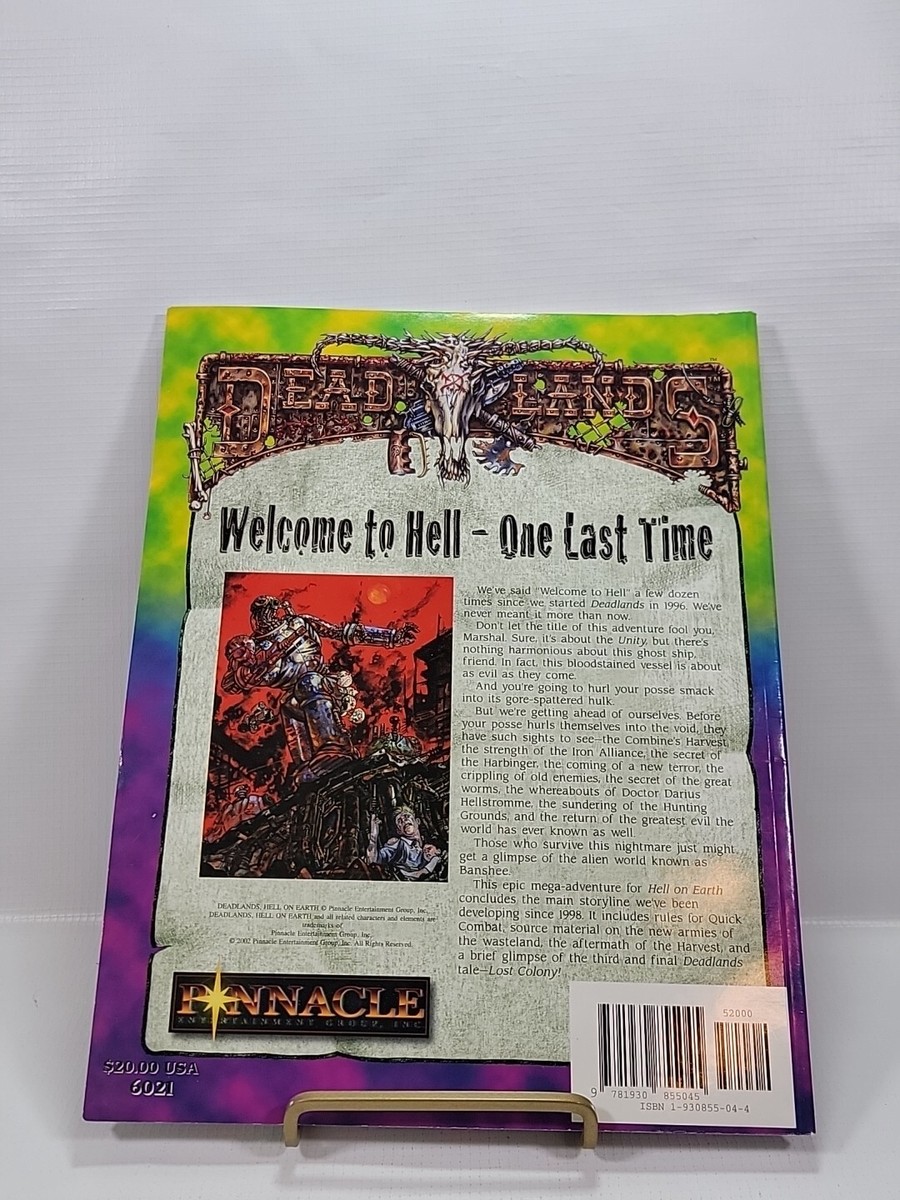 DEADLANDS
™
Welcome to Hell - One Last Time
We've said "Welcome to Hell" a few dozen
times since we started Deadlands in 1996. We've
never meant it more than now.
Don't let the title of this adventure fool you,
Marshal. Sure, it's about the Unity, but there's
nothing harmonious about this ghost ship,
friend. In fact, this bloodstained vessel is about
as evil as they come.
And you're going to hurl your posse smack
into its gore-spattered hulk.
But we're getting ahead of ourselves. Before
your posse hurls themselves into the void, they
have such sights to see—the Combine's Harvest,
the strength of the Iron Alliance, the secret of
the Harbinger, the coming of a new terror, the
crippling of old enemies, the secret of the great
worms, the whereabouts of Doctor Darius
Hellstromme, the sundering of the Hunting
Grounds, and the return of the greatest evil the
world has ever known as well.
Those who survive this nightmare just might
get a glimpse of the alien world known as
Banshee.
This epic mega-adventure for Hell on Earth
concludes the main storyline we've been
developing since 1998. It includes rules for Quick
Combat, source material on the new armies of
the wasteland, the aftermath of the Harvest, and
a brief glimpse of the third and final Deadlands
tale—Lost Colony!
DEADLANDS, HELL ON EARTH © Pinnacle Entertainment Group, Inc.
DEADLANDS, HELL ON EARTH and all related characters and elements are
trademarks of
Pinnacle Entertainment Group, Inc.
© 2002 Pinnacle Entertainment Group, Inc. All Rights Reserved.
PINNACLE
ENTERTAINMENT GROUP, INC.
$20.00 USA
6021
52000
9 781930 855045
ISBN 1-930855-04-4